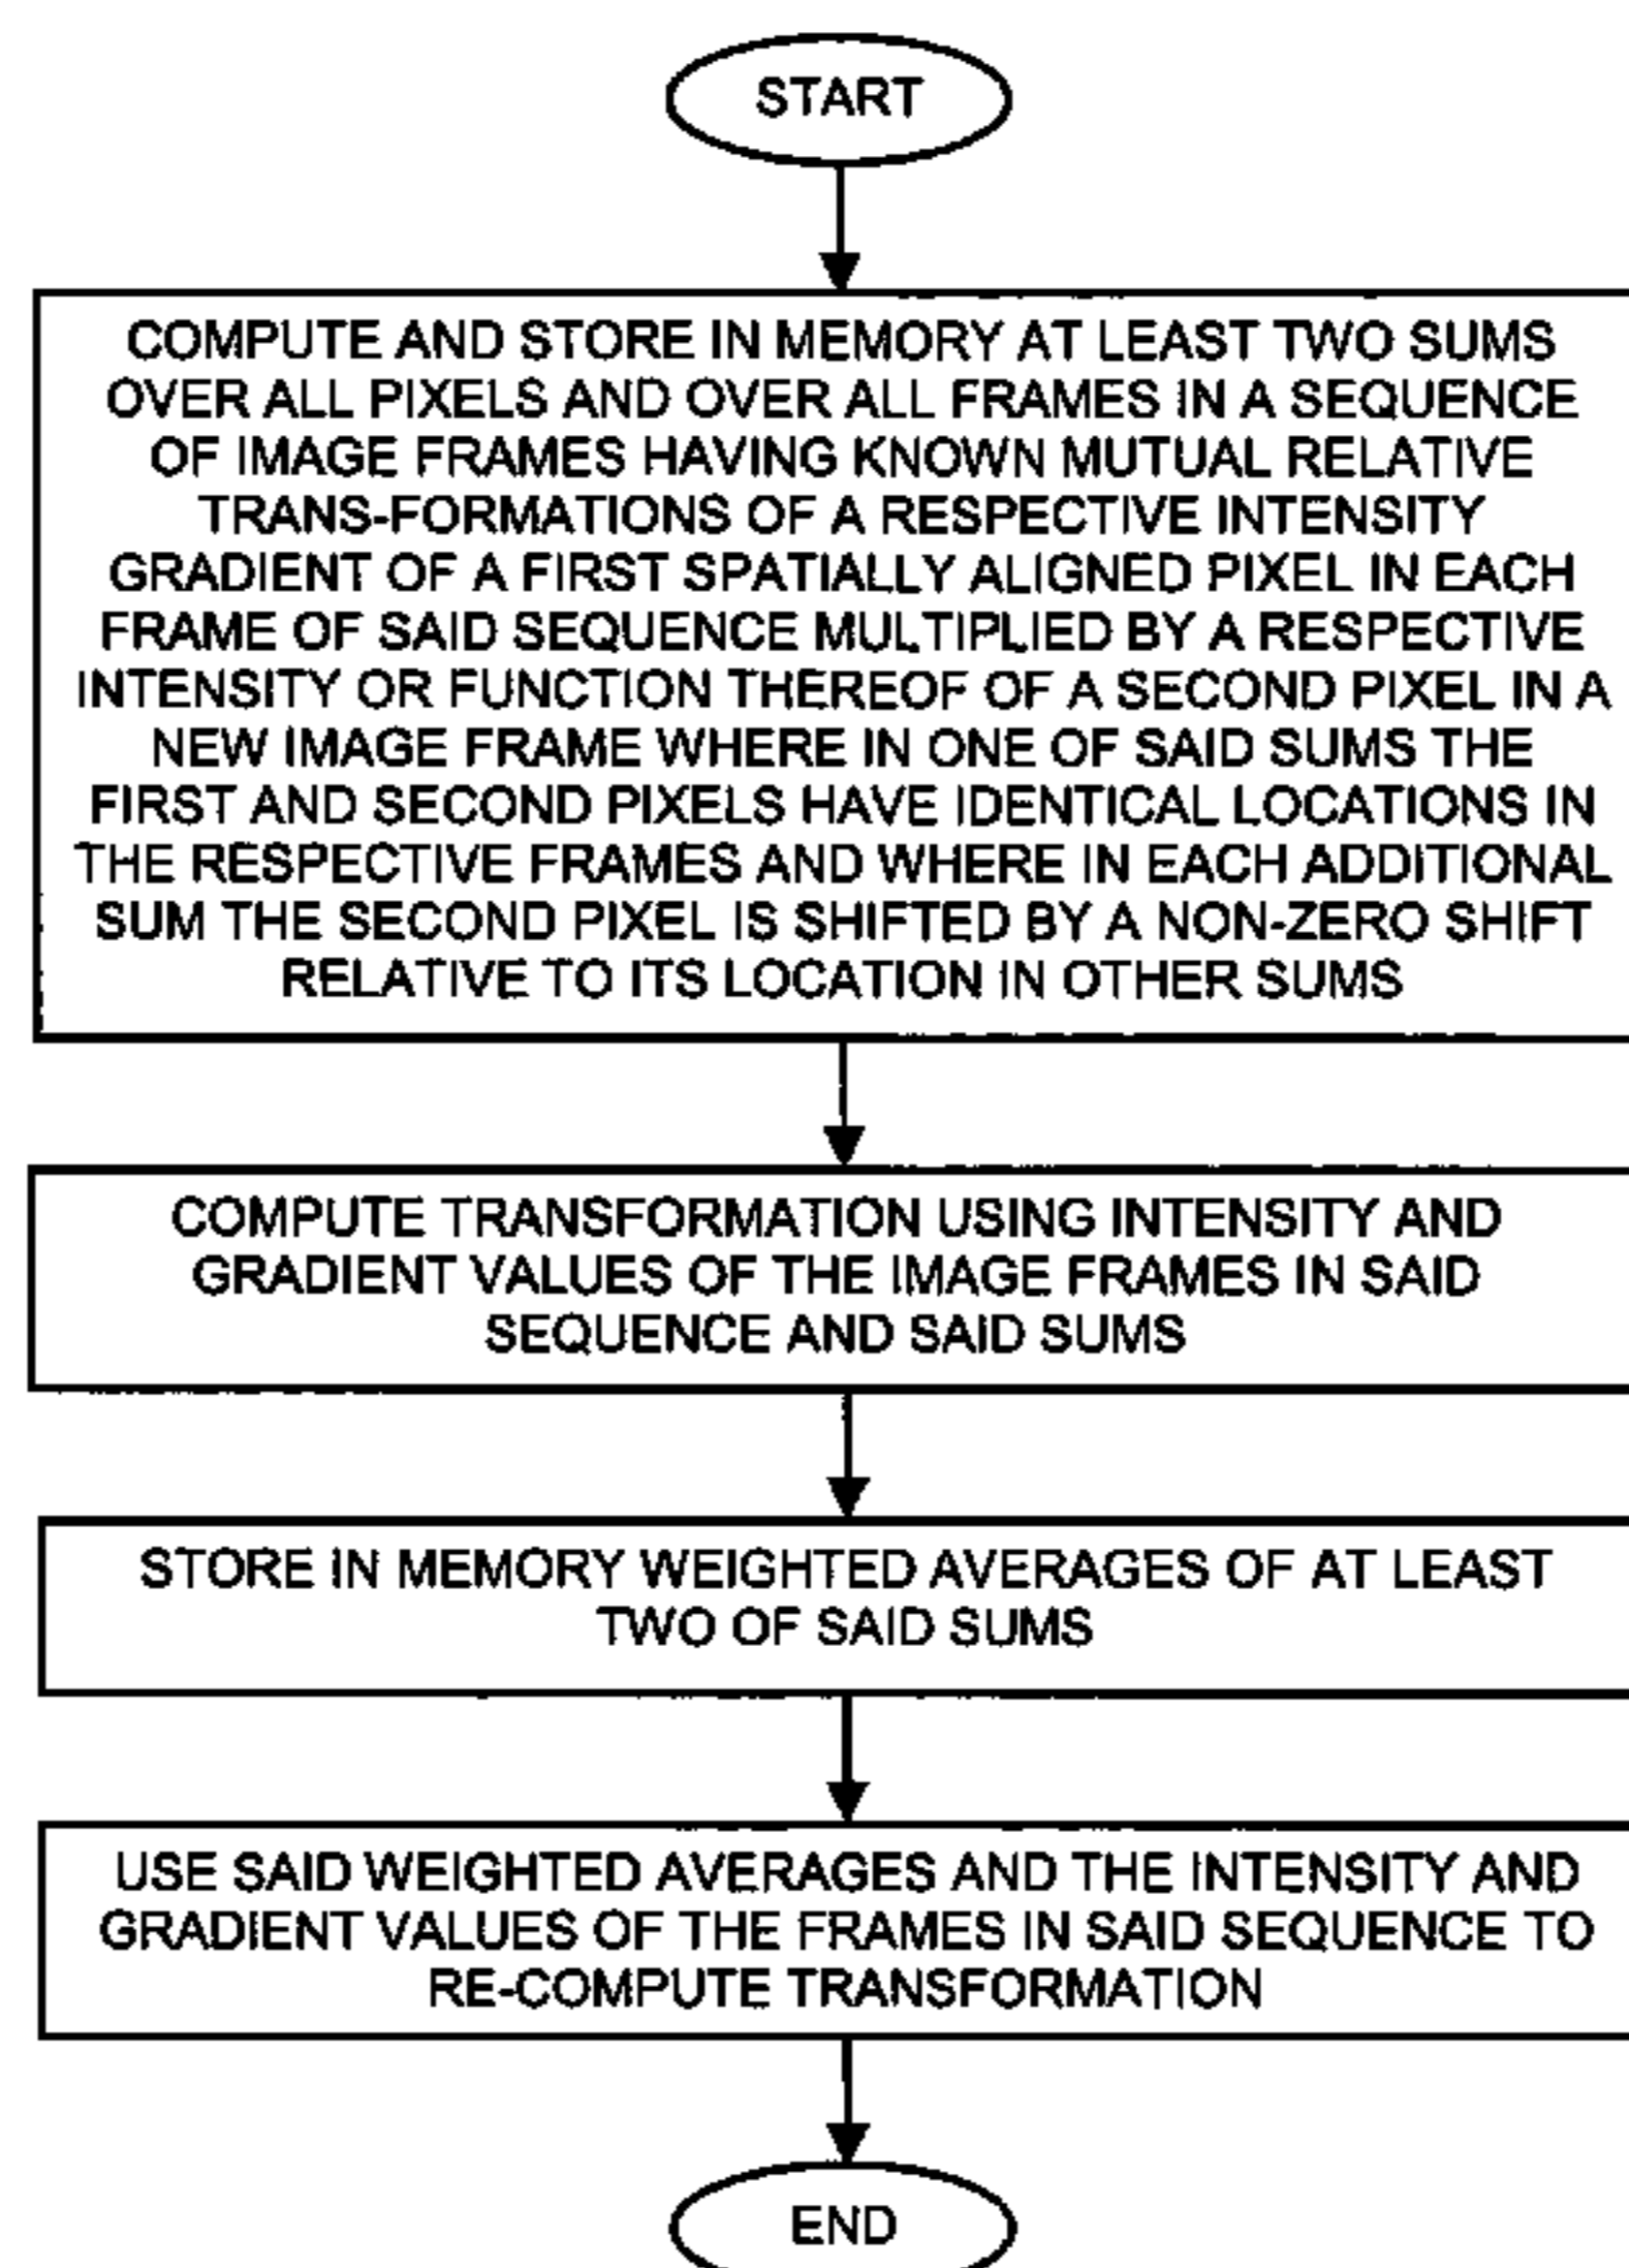 START
COMPUTE AND STORE IN MEMORY AT LEAST TWO SUMS
OVER ALL PIXELS AND OVER ALL FRAMES IN A SEQUENCE
OF IMAGE FRAMES HAVING KNOWN MUTUAL RELATIVE
TRANS-FORMATIONS OF A RESPECTIVE INTENSITY
GRADIENT OF A FIRST SPATIALLY ALIGNED PIXEL IN EACH
FRAME OF SAID SEQUENCE MULTIPLIED BY A RESPECTIVE
INTENSITY OR FUNCTION THEREOF OF A SECOND PIXEL IN A
NEW IMAGE FRAME WHERE IN ONE OF SAID SUMS THE
FIRST AND SECOND PIXELS HAVE IDENTICAL LOCATIONS IN
THE RESPECTIVE FRAMES AND WHERE IN EACH ADDITIONAL
SUM THE SECOND PIXEL IS SHIFTED BY A NON-ZERO SHIFT
RELATIVE TO ITS LOCATION IN OTHER SUMS
COMPUTE TRANSFORMATION USING INTENSITY AND
GRADIENT VALUES OF THE IMAGE FRAMES IN SAID
SEQUENCE AND SAID SUMS
STORE IN MEMORY WEIGHTED AVERAGES OF AT LEAST
TWO OF SAID SUMS
USE SAID WEIGHTED AVERAGES AND THE INTENSITY AND
GRADIENT VALUES OF THE FRAMES IN SAID SEQUENCE TO
RE-COMPUTE TRANSFORMATION
END